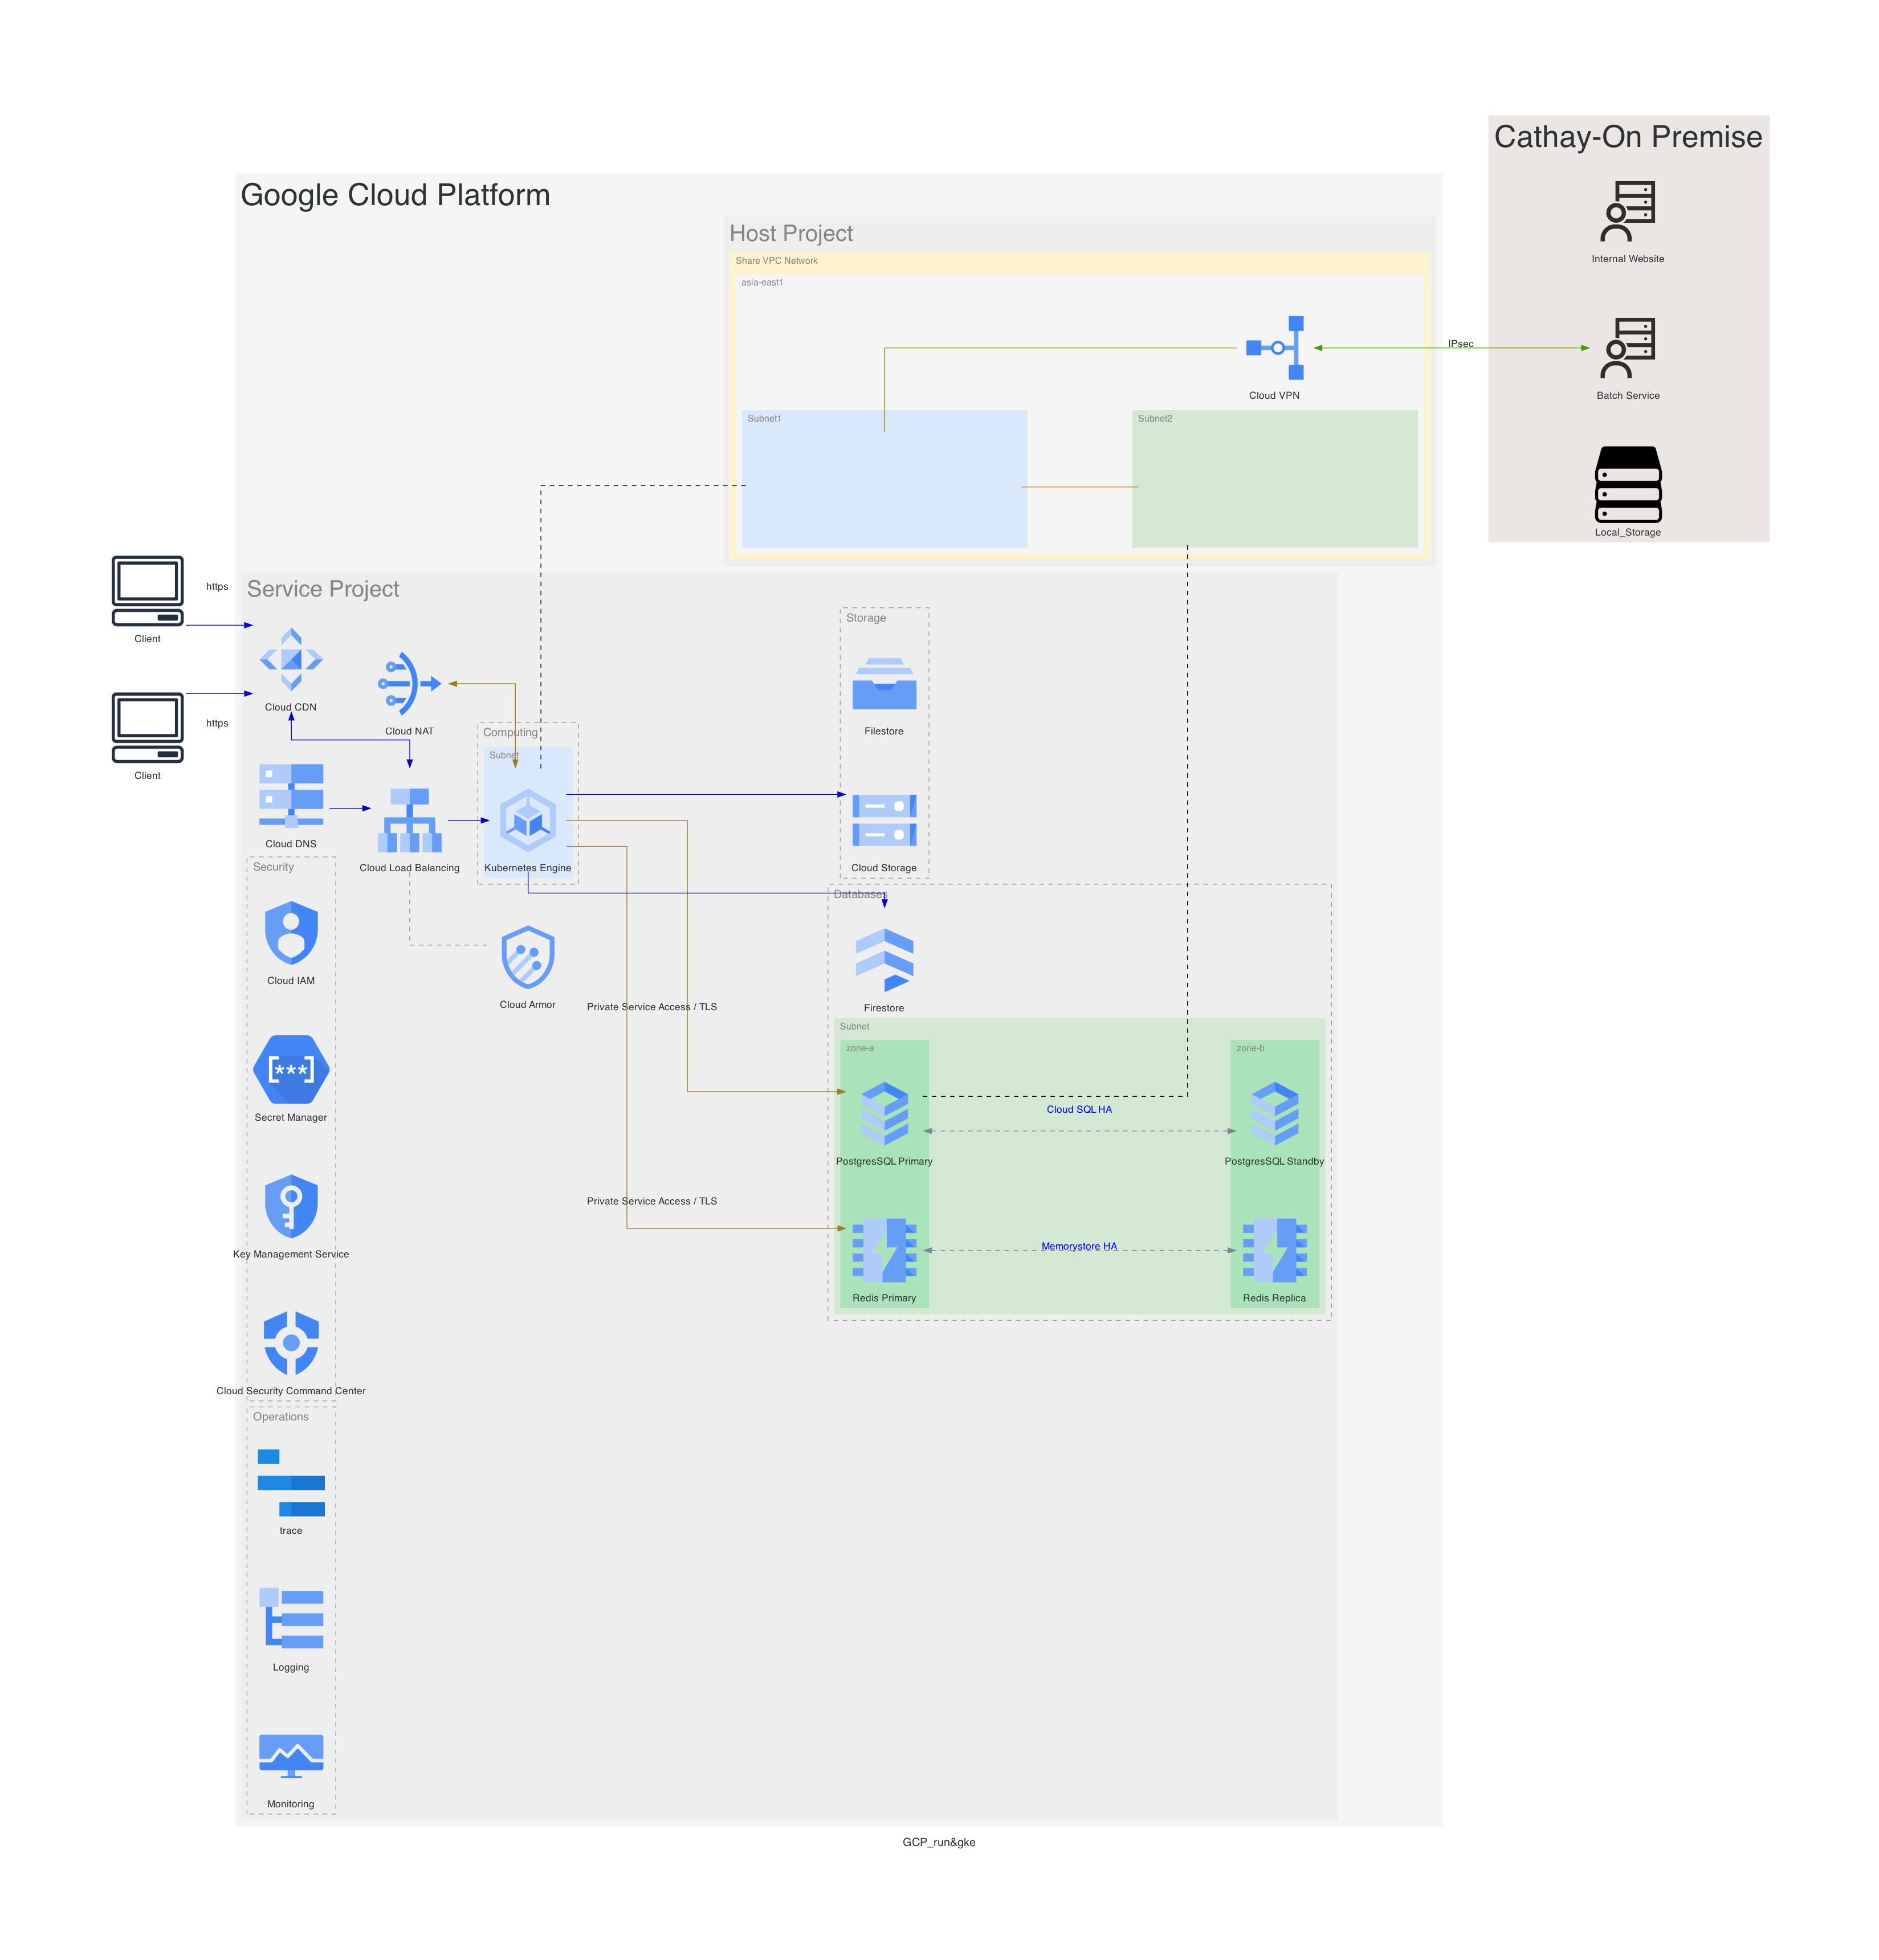 Cathay-On Premise
Internal Website
Batch Service
Local_Storage
Google Cloud Platform
Host Project
Share VPC Network
asia-east1
Cloud VPN
IPsec
Subnet1
Subnet2
Client
https
Client
https
Service Project
Cloud CDN
Cloud NAT
Computing
Subnet
Kubernetes Engine
Cloud DNS
Cloud Load Balancing
Storage
Filestore
Cloud Storage
Security
Cloud IAM
Secret Manager
Key Management Service
Cloud Security Command Center
Cloud Armor
Private Service Access / TLS
Private Service Access / TLS
Databases
Firestore
Subnet
zone-a
zone-b
Cloud SQL HA
PostgresSQL Primary
PostgresSQL Standby
Memorystore HA
Redis Primary
Redis Replica
Operations
trace
Logging
Monitoring
GCP_run&gke
***